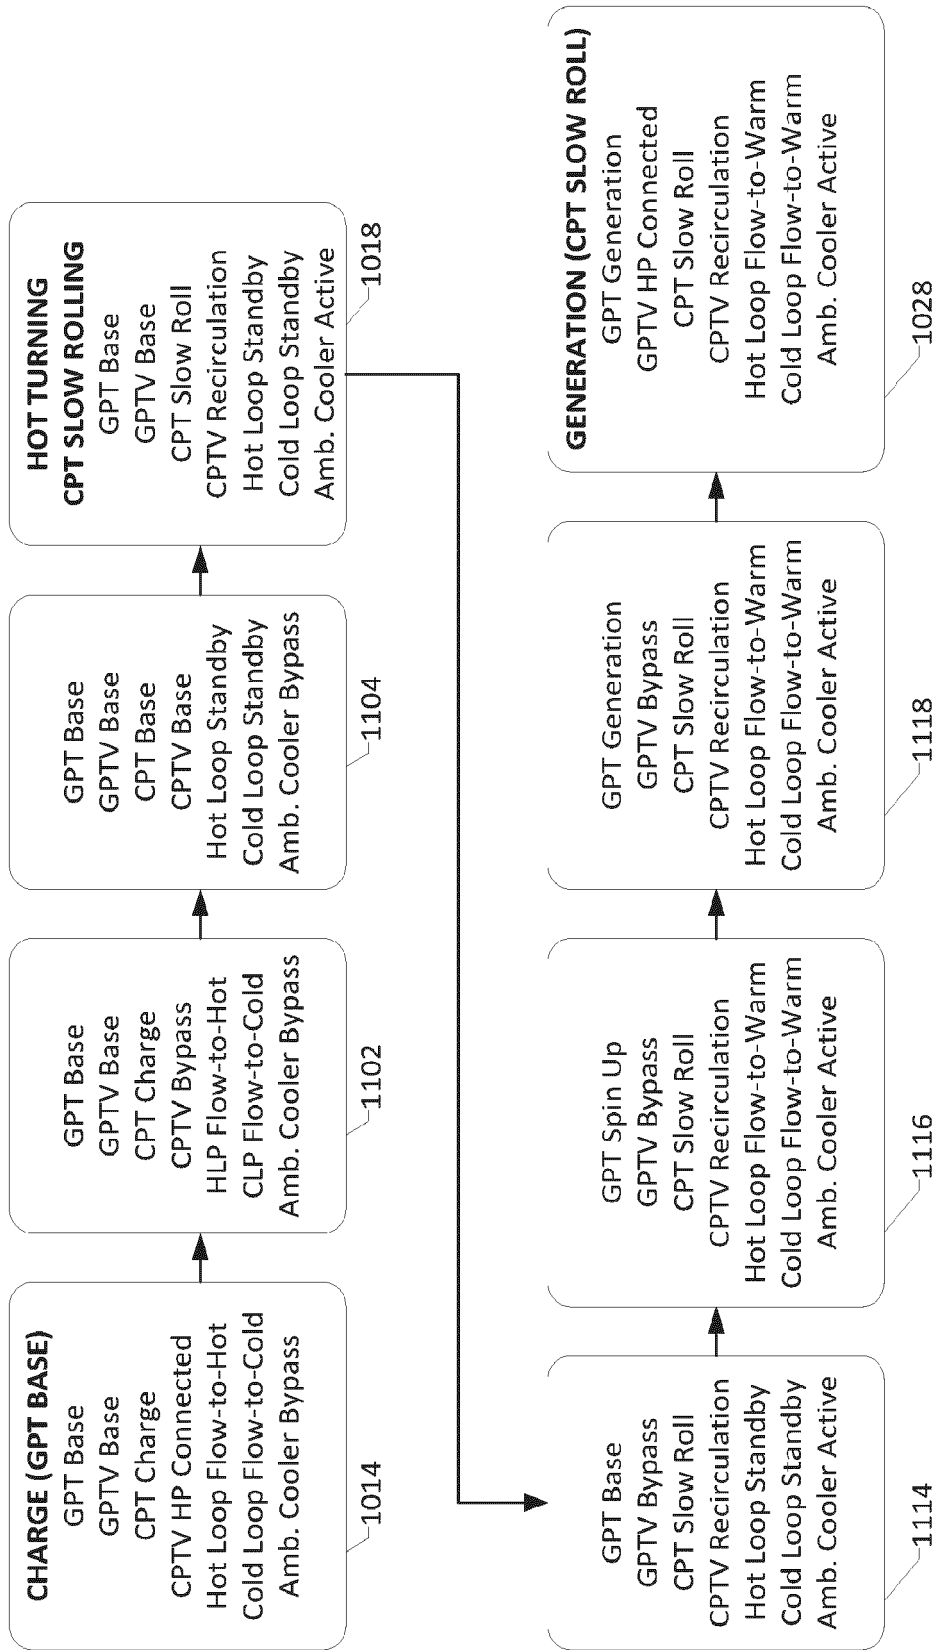 CHARGE (GPT BASE)
GPT Base
GPTV Base
CPT Charge
CPTV HP Connected
Hot Loop Flow-to-Hot
Cold Loop Flow-to-Cold
Amb. Cooler Bypass
1014
GPT Base
GPTV Base
CPT Charge
CPTV Bypass
HLP Flow-to-Hot
CLP Flow-to-Cold
Amb. Cooler Bypass
1102
GPT Base
GPTV Base
CPT Base
CPTV Base
Hot Loop Standby
Cold Loop Standby
Amb. Cooler Bypass
1104
HOT TURNING
CPT SLOW ROLLING
GPT Base
GPTV Base
CPT Slow Roll
CPTV Recirculation
Hot Loop Standby
Cold Loop Standby
Amb. Cooler Active
1018
GPT Base
GPTV Bypass
CPT Slow Roll
CPTV Recirculation
Hot Loop Standby
Cold Loop Standby
Amb. Cooler Active
1114
GPT Spin Up
GPTV Bypass
CPT Slow Roll
CPTV Recirculation
Hot Loop Flow-to-Warm
Cold Loop Flow-to-Warm
Amb. Cooler Active
1116
GPT Generation
GPTV Bypass
CPT Slow Roll
CPTV Recirculation
Hot Loop Flow-to-Warm
Cold Loop Flow-to-Warm
Amb. Cooler Active
1118
GENERATION (CPT SLOW ROLL)
GPT Generation
GPTV HP Connected
CPT Slow Roll
CPTV Recirculation
Hot Loop Flow-to-Warm
Cold Loop Flow-to-Warm
Amb. Cooler Active
1028